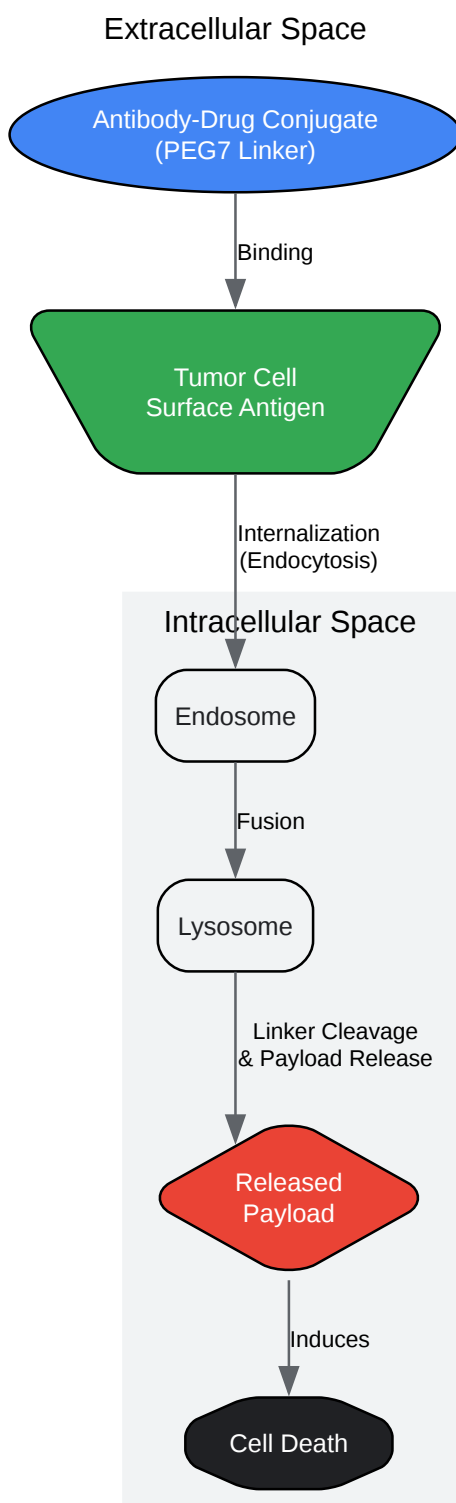 Extracellular Space
Antibody-Drug Conjugate
(PEG7 Linker)
Binding
Tumor Cell
Surface Antigen
Internalization
(Endocytosis)
Intracellular Space
Endosome
Fusion
Lysosome
Linker Cleavage
& Payload Release
Released
Payload
Induces
Cell Death